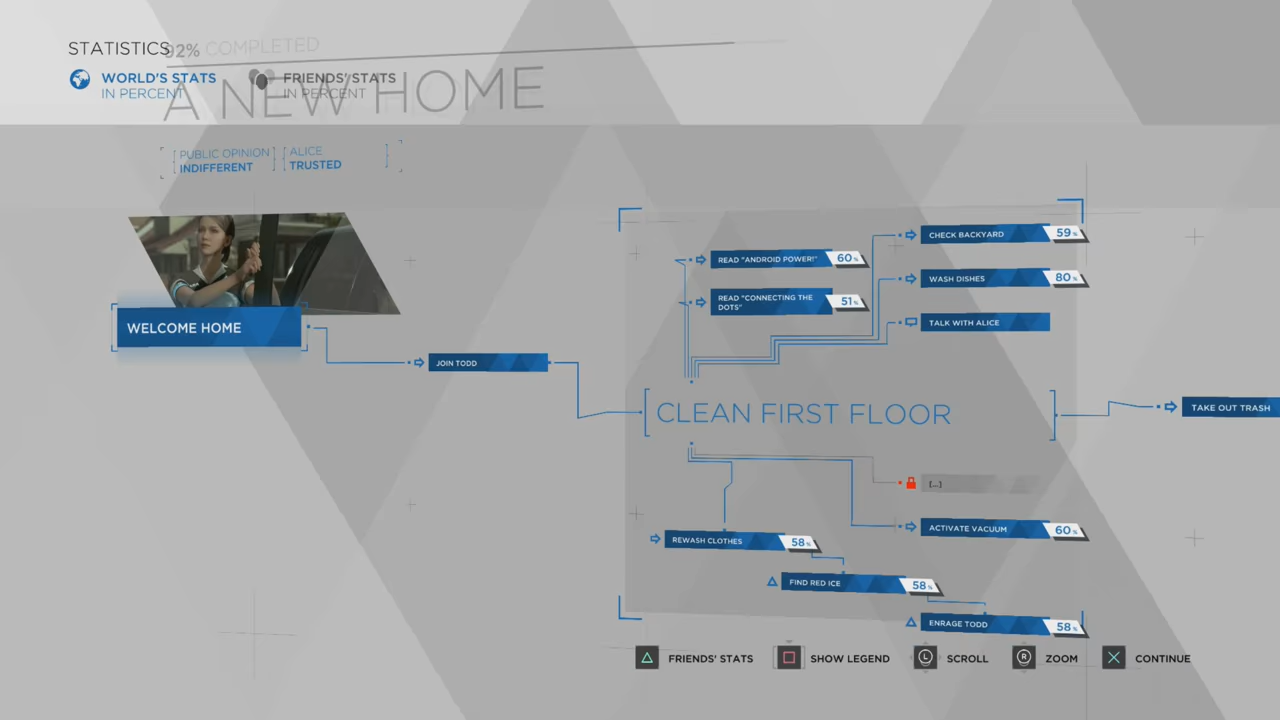 STATISTICS
92% COMPLETED
WORLD'S STATS
IN PERCENT
FRIENDS' STATS
IN PERCENT
A NEW HOME
PUBLIC OPINION
INDIFFERENT
ALICE
TRUSTED
WELCOME HOME
JOIN TODD
READ "ANDROID POWER!" 60%
READ "CONNECTING THE
DOTS" 51%
CHECK BACKYARD 59%
WASH DISHES 80%
TALK WITH ALICE
CLEAN FIRST FLOOR
TAKE OUT TRASH
[...]
ACTIVATE VACUUM 60%
REWASH CLOTHES 58%
FIND RED ICE 58%
ENRAGE TODD 58%
FRIENDS' STATS
SHOW LEGEND
L SCROLL
R ZOOM
CONTINUE